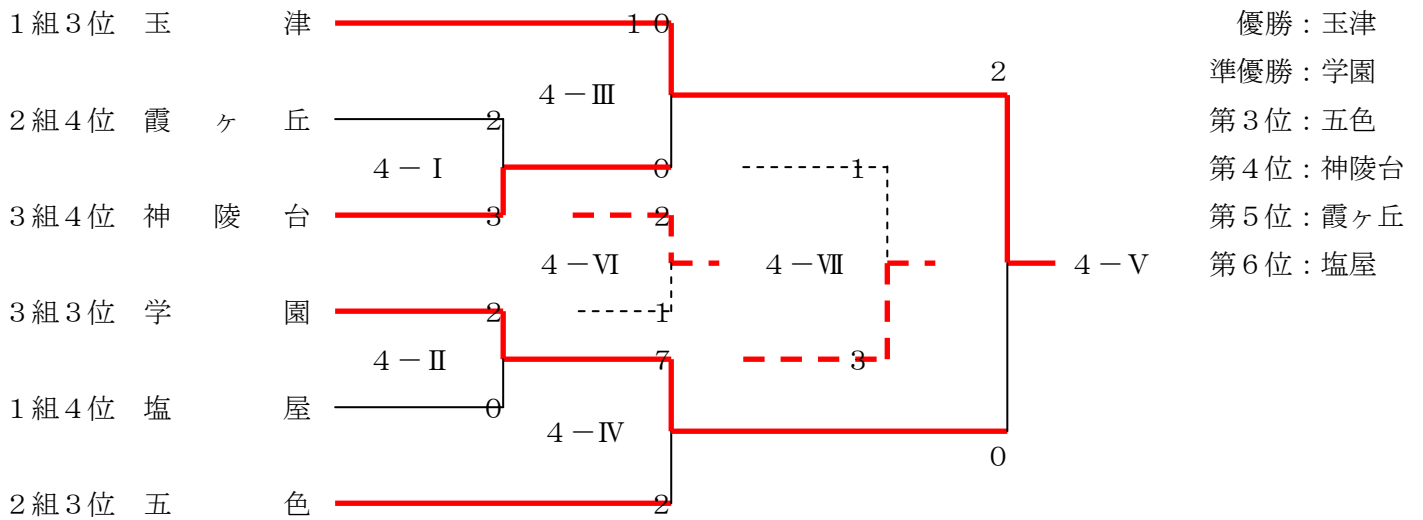 １組３位 玉津 １０
優勝：玉津
２
準優勝：学園
４－Ⅲ
２組４位 霞ヶ丘 ２
第３位：五色
４－Ⅰ ０ １
第４位：神陵台
３組４位 神陵台 ３ ２
第５位：霞ヶ丘
４－Ⅵ ４－Ⅶ ４－Ⅴ
第６位：塩屋
３組３位 学園 ２ １
４－Ⅱ ７ ３
１組４位 塩屋 ０
４－Ⅳ
０
２組３位 五色 ２